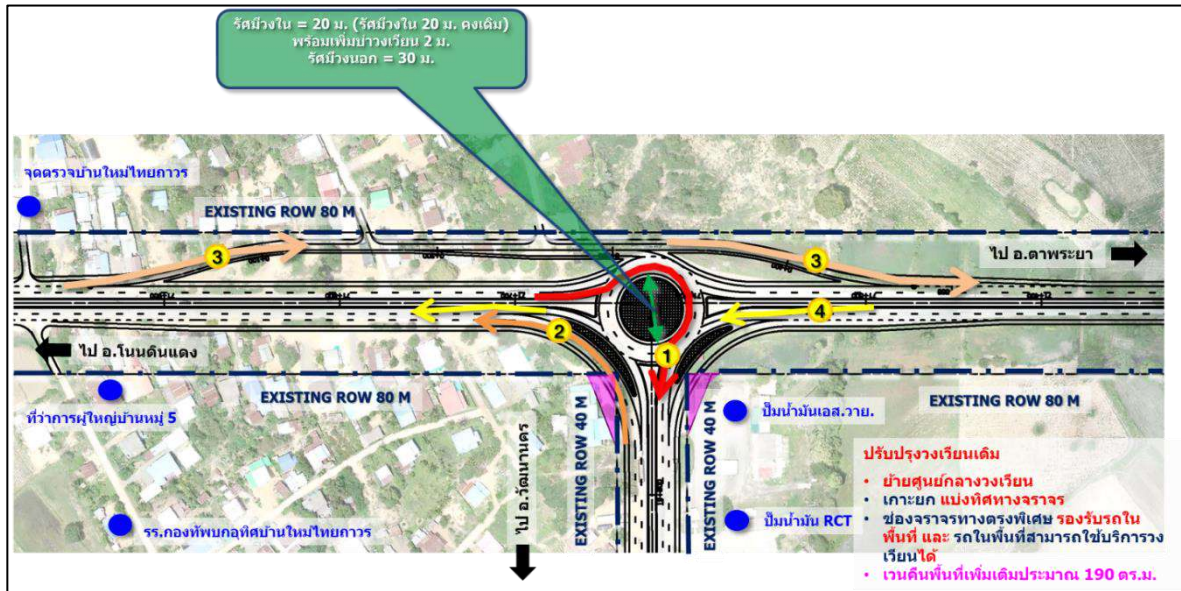 รัศมีวงใน = 20 ม. (รัศมีวงใน 20 ม. คงเดิม)
พร้อมเพิ่มบ่าวงเวียน 2 ม.
รัศมีวงนอก = 30 ม.
จุดตรวจบ้านใหม่ไทยถาวร
EXISTING ROW 80 M
3
3
ไป อ.ตาพระยา
4
2
1
ไป อ.โนนดินแดง
ที่ว่าการผู้ใหญ่บ้านหมู่ 5
EXISTING ROW 80 M
EXISTING ROW 40 M
EXISTING ROW 40 M
ปั๊มน้ำมันเอส.วาย.
EXISTING ROW 80 M
ไป อ.วัฒนานคร
รร.กองทัพบกอุทิศบ้านใหม่ไทยถาวร
ปั๊มน้ำมัน RCT
ปรับปรุงวงเวียนเดิม
• ย้ายศูนย์กลางวงเวียน
• เกาะยก แบ่งทิศทางจราจร
• ช่องจราจรทางตรงพิเศษ รองรับรถใน
พื้นที่ และ รถในพื้นที่สามารถใช้บริการวง
เวียนได้
• เวนคืนพื้นที่เพิ่มเติมประมาณ 190 ตร.ม.